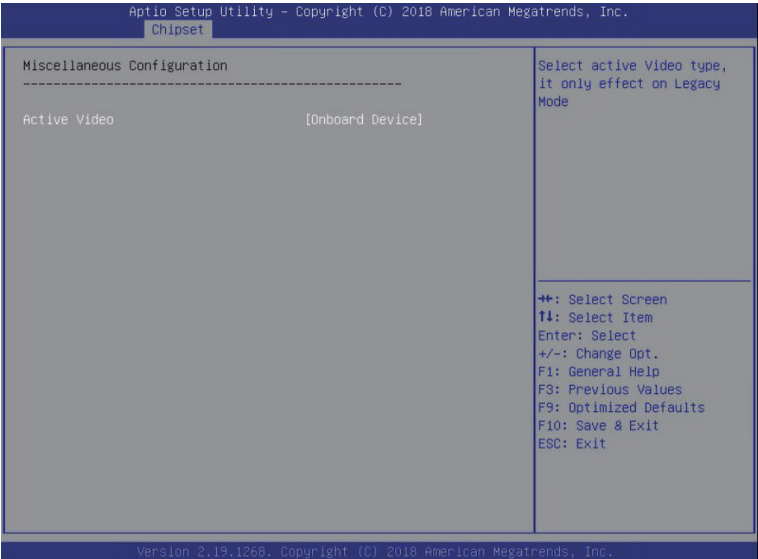 Aptio Setup Utility – Copyright (C) 2018 American Megatrends, Inc.
Chipset
Miscellaneous Configuration
--------------------------------------------------
Active Video [Onboard Device]
Select active Video type,
it only effect on Legacy
Mode
→←: Select Screen
↑↓: Select Item
Enter: Select
+/-: Change Opt.
F1: General Help
F3: Previous Values
F9: Optimized Defaults
F10: Save & Exit
ESC: Exit
Version 2.19.1268. Copyright (C) 2018 American Megatrends, Inc.